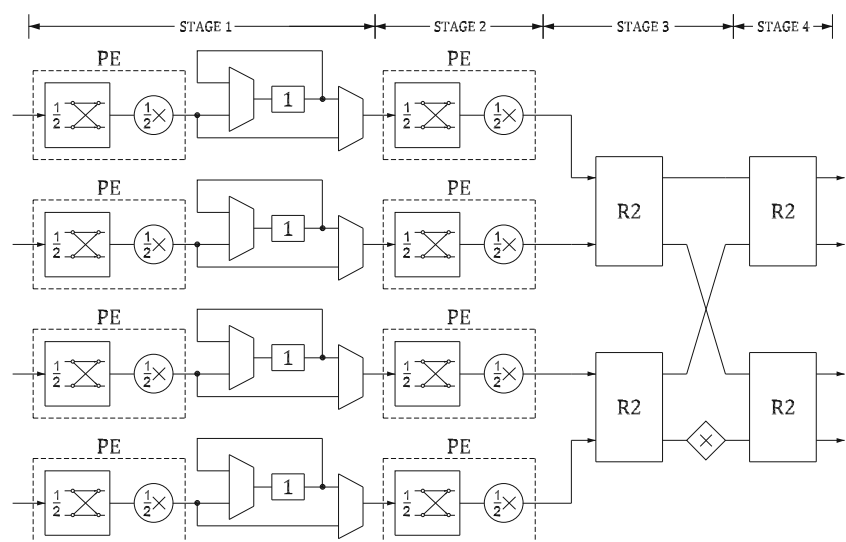 STAGE 1 STAGE 2 STAGE 3 STAGE 4
PE PE
1/2 1/2× 1 1/2 1/2×
R2 R2
PE PE
1/2 1/2× 1 1/2 1/2×
PE PE
1/2 1/2× 1 1/2 1/2×
R2 R2
×
PE PE
1/2 1/2× 1 1/2 1/2×